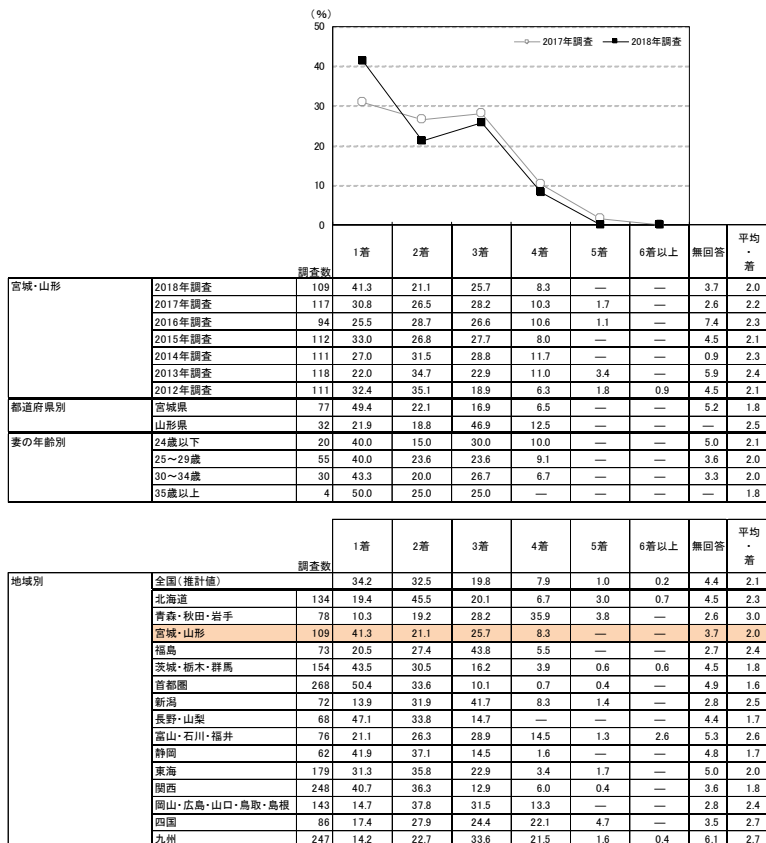 （％）
50
40
30
20
10
0
2017年調査 2018年調査
調査数 1着 2着 3着 4着 5着 6着以上 無回答 平均・着
宮城・山形 2018年調査 109 41.3 21.1 25.7 8.3 — — 3.7 2.0
2017年調査 117 30.8 26.5 28.2 10.3 1.7 — 2.6 2.2
2016年調査 94 25.5 28.7 26.6 10.6 1.1 — 7.4 2.3
2015年調査 112 33.0 26.8 27.7 8.0 — — 4.5 2.1
2014年調査 111 27.0 31.5 28.8 11.7 — — 0.9 2.3
2013年調査 118 22.0 34.7 22.9 11.0 3.4 — 5.9 2.4
2012年調査 111 32.4 35.1 18.9 6.3 1.8 0.9 4.5 2.1
都道府県別 宮城県 77 49.4 22.1 16.9 6.5 — — 5.2 1.8
山形県 32 21.9 18.8 46.9 12.5 — — — 2.5
妻の年齢別 24歳以下 20 40.0 15.0 30.0 10.0 — — 5.0 2.1
25～29歳 55 40.0 23.6 23.6 9.1 — — 3.6 2.0
30～34歳 30 43.3 20.0 26.7 6.7 — — 3.3 2.0
35歳以上 4 50.0 25.0 25.0 — — — — 1.8
調査数 1着 2着 3着 4着 5着 6着以上 無回答 平均・着
地域別 全国（推計値） 34.2 32.5 19.8 7.9 1.0 0.2 4.4 2.1
北海道 134 19.4 45.5 20.1 6.7 3.0 0.7 4.5 2.3
青森・秋田・岩手 78 10.3 19.2 28.2 35.9 3.8 — 2.6 3.0
宮城・山形 109 41.3 21.1 25.7 8.3 — — 3.7 2.0
福島 73 20.5 27.4 43.8 5.5 — — 2.7 2.4
茨城・栃木・群馬 154 43.5 30.5 16.2 3.9 0.6 0.6 4.5 1.8
首都圏 268 50.4 33.6 10.1 0.7 0.4 — 4.9 1.6
新潟 72 13.9 31.9 41.7 8.3 1.4 — 2.8 2.5
長野・山梨 68 47.1 33.8 14.7 — — — 4.4 1.7
富山・石川・福井 76 21.1 26.3 28.9 14.5 1.3 2.6 5.3 2.6
静岡 62 41.9 37.1 14.5 1.6 — — 4.8 1.7
東海 179 31.3 35.8 22.9 3.4 1.7 — 5.0 2.0
関西 248 40.7 36.3 12.9 6.0 0.4 — 3.6 1.8
岡山・広島・山口・鳥取・島根 143 14.7 37.8 31.5 13.3 — — 2.8 2.4
四国 86 17.4 27.9 24.4 22.1 4.7 — 3.5 2.7
九州 247 14.2 22.7 33.6 21.5 1.6 0.4 6.1 2.7